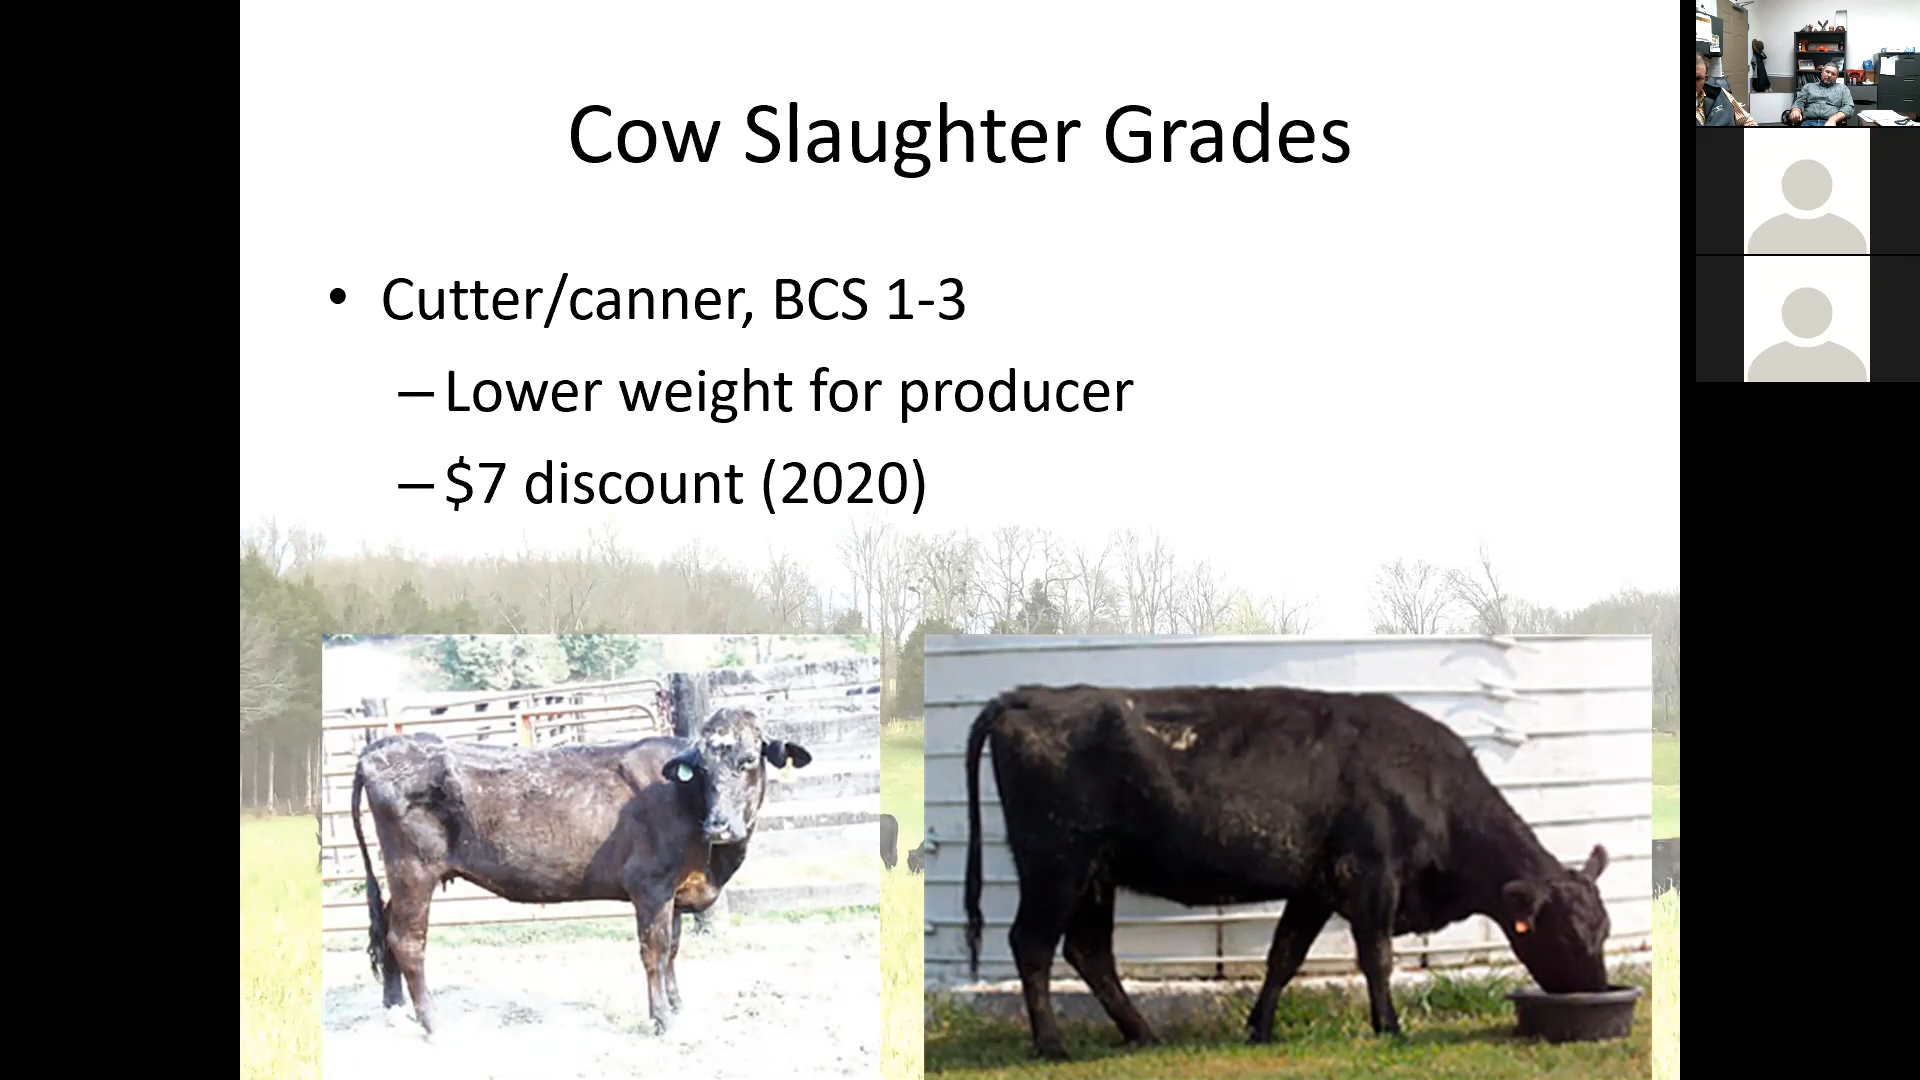 Cow Slaughter Grades
• Cutter/canner, BCS 1-3
– Lower weight for producer
– $7 discount (2020)